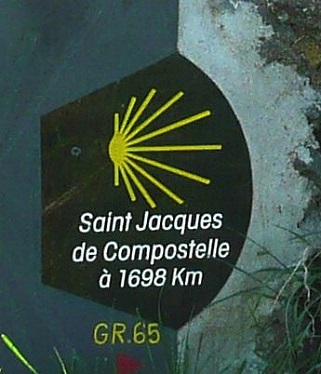 Saint Jacques
de Compostelle
à 1698 Km
GR.65